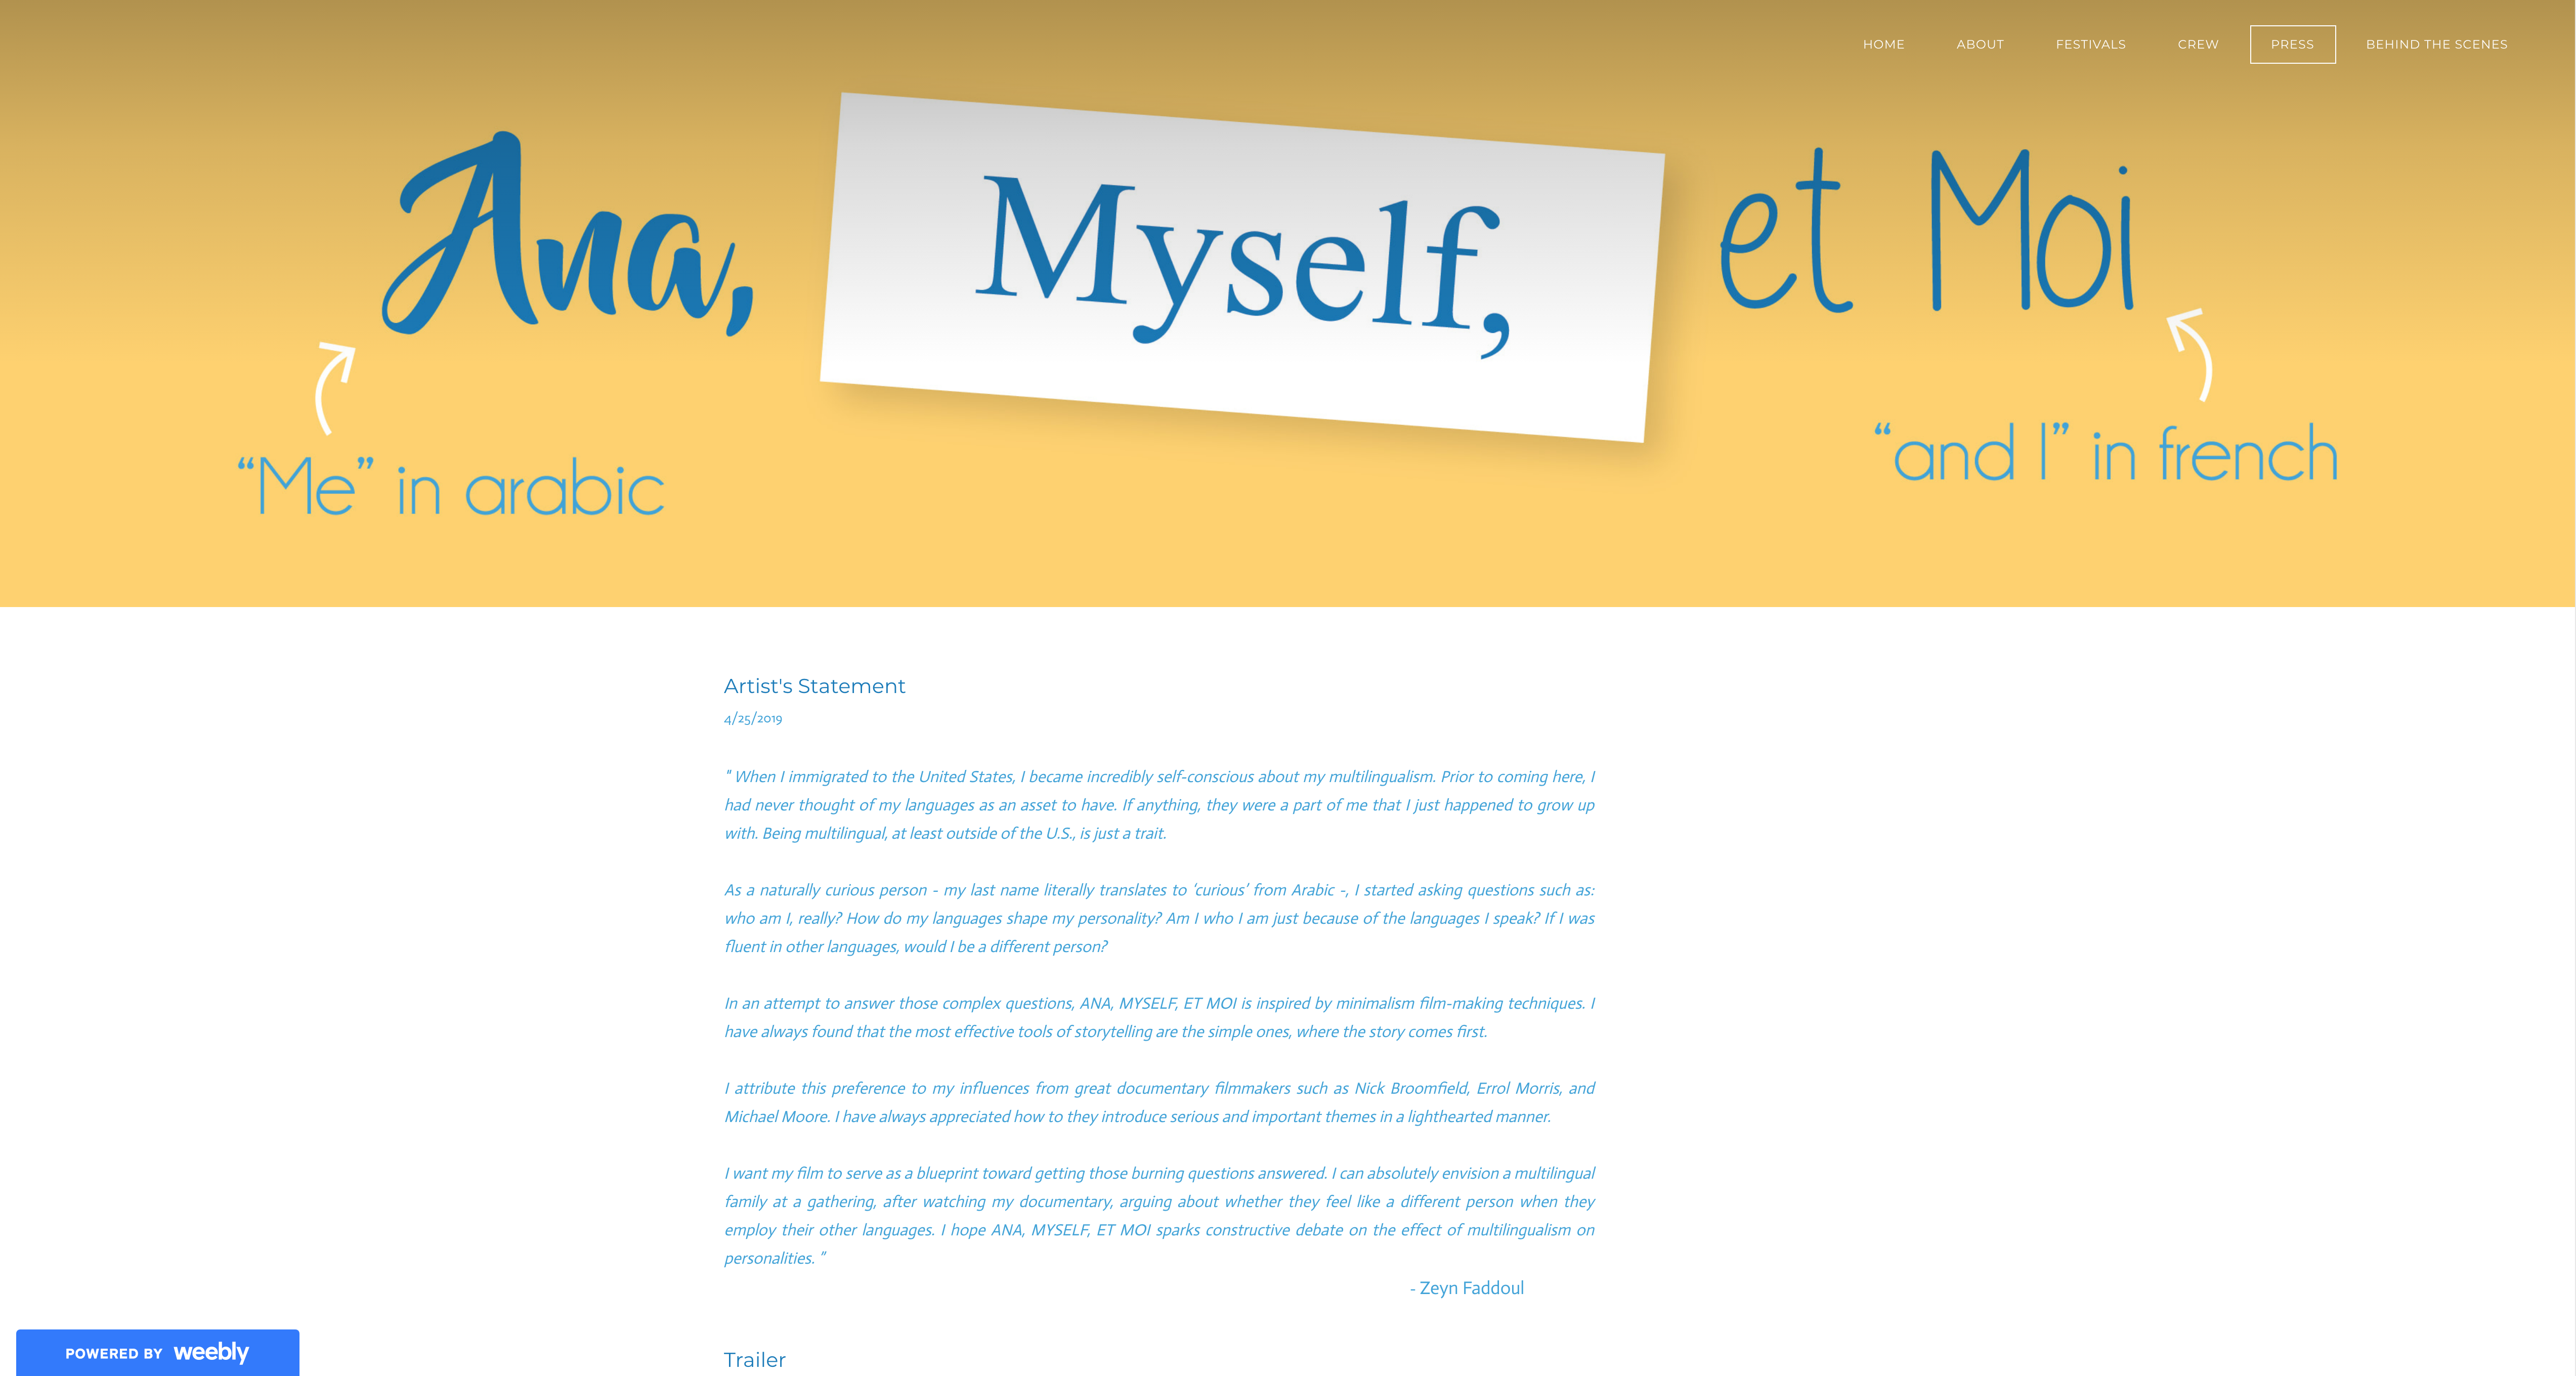 HOME ABOUT FESTIVALS CREW PRESS BEHIND THE SCENES
Ana, Myself, et Moi
“Me” in arabic
“and I” in french
Artist's Statement
4/25/2019
" When I immigrated to the United States, I became incredibly self-conscious about my multilingualism. Prior to coming here, I
had never thought of my languages as an asset to have. If anything, they were a part of me that I just happened to grow up
with. Being multilingual, at least outside of the U.S., is just a trait.
As a naturally curious person - my last name literally translates to ‘curious’ from Arabic -, I started asking questions such as:
who am I, really? How do my languages shape my personality? Am I who I am just because of the languages I speak? If I was
fluent in other languages, would I be a different person?
In an attempt to answer those complex questions, ANA, MYSELF, ET MOI is inspired by minimalism film-making techniques. I
have always found that the most effective tools of storytelling are the simple ones, where the story comes first.
I attribute this preference to my influences from great documentary filmmakers such as Nick Broomfield, Errol Morris, and
Michael Moore. I have always appreciated how to they introduce serious and important themes in a lighthearted manner.
I want my film to serve as a blueprint toward getting those burning questions answered. I can absolutely envision a multilingual
family at a gathering, after watching my documentary, arguing about whether they feel like a different person when they
employ their other languages. I hope ANA, MYSELF, ET MOI sparks constructive debate on the effect of multilingualism on
personalities. ”
- Zeyn Faddoul
POWERED BY weebly
Trailer